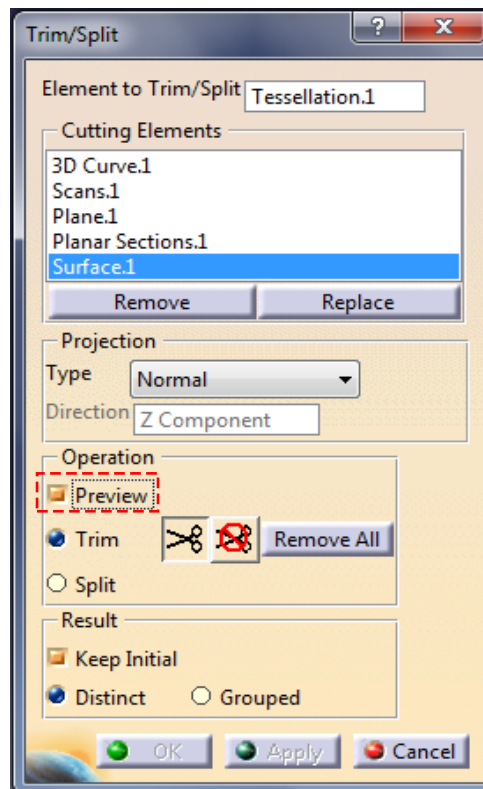 Trim/Split ? X
Element to Trim/Split Tessellation.1
Cutting Elements
3D Curve.1
Scans.1
Plane.1
Planar Sections.1
Surface.1
Remove Replace
Projection
Type Normal
Direction Z Component
Operation
Preview
Trim Remove All
Split
Result
Keep Initial
Distinct Grouped
OK Apply Cancel